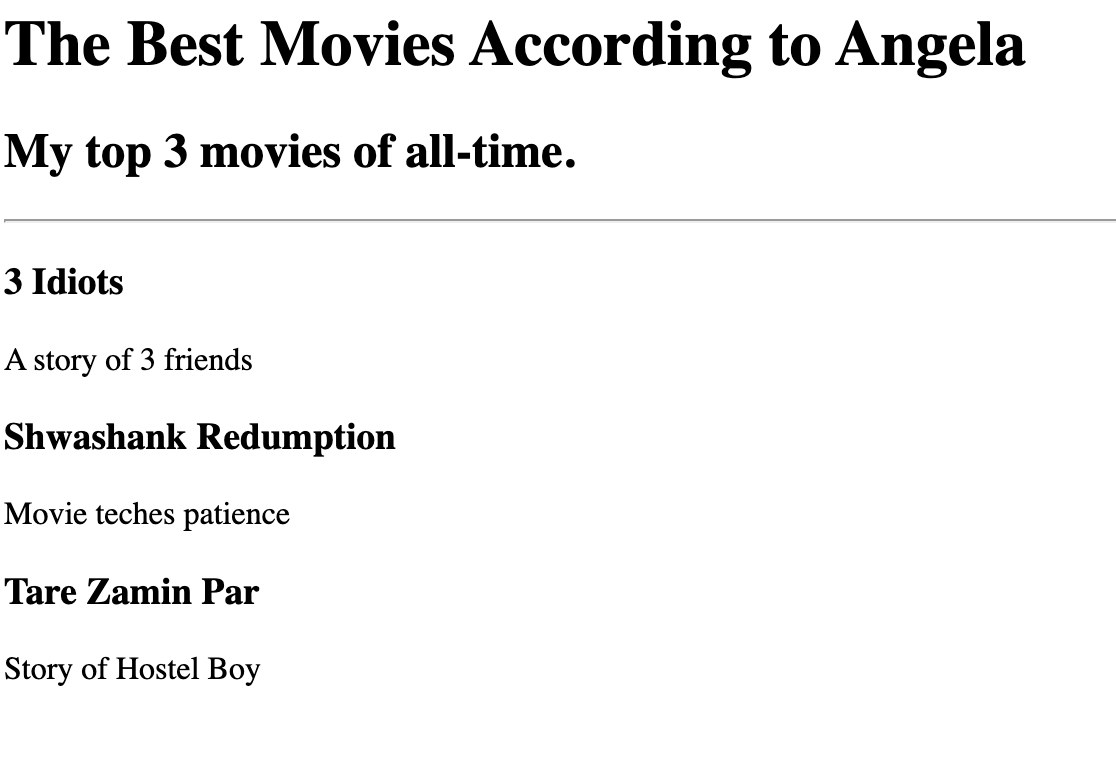 The Best Movies According to Angela
My top 3 movies of all-time.
3 Idiots
A story of 3 friends
Shwashank Redumption
Movie teches patience
Tare Zamin Par
Story of Hostel Boy